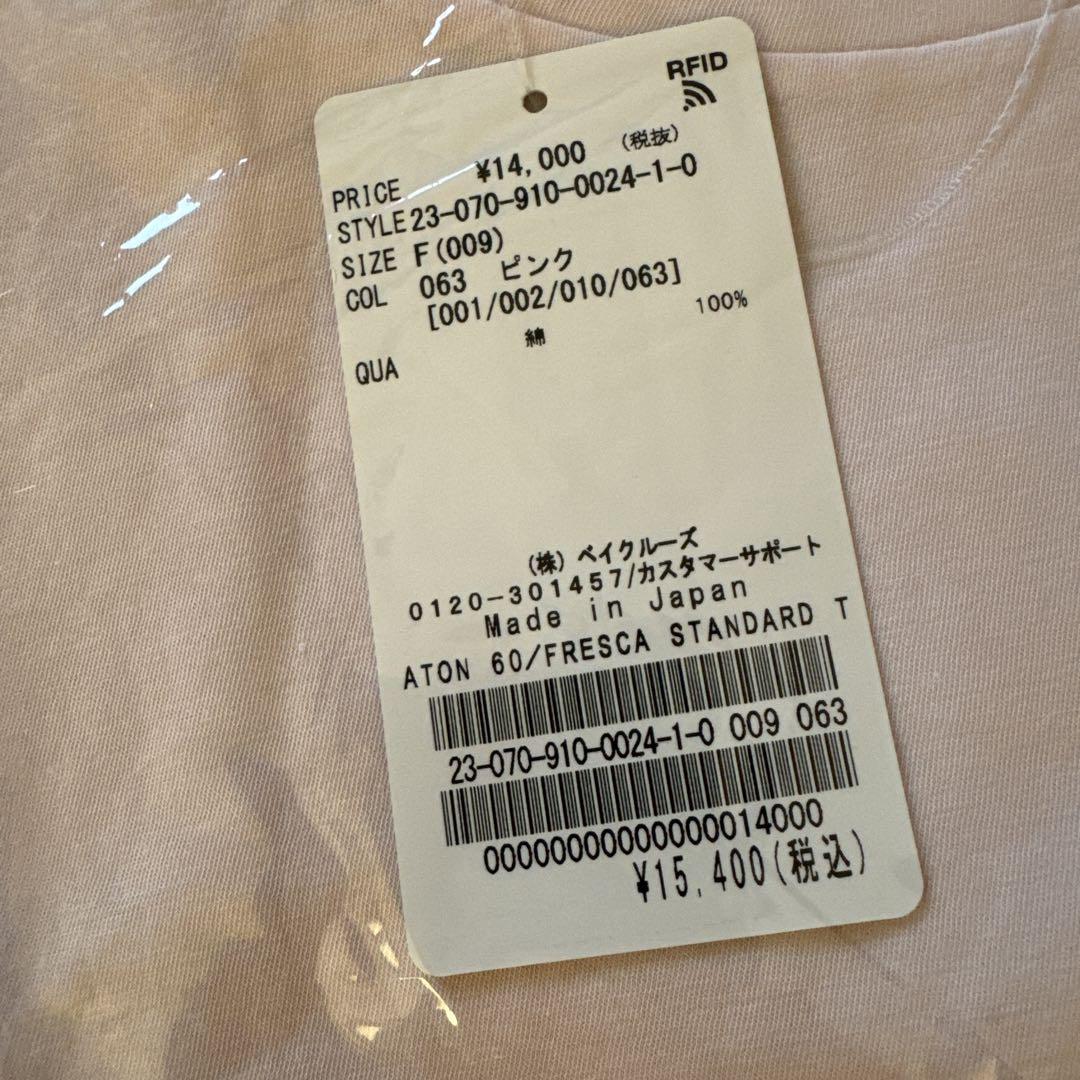 RFID
PRICE ¥14,000 (税抜)
STYLE 23-070-910-0024-1-0
SIZE F(009)
COL 063 ピンク
[001/002/010/063]
QUA 綿 100%
(株) ベイクルーズ
0120-301457/カスタマーサポート
Made in Japan
ATON 60/FRESCA STANDARD T
23-070-910-0024-1-0 009 063
00000000000000014000
¥15,400(税込)